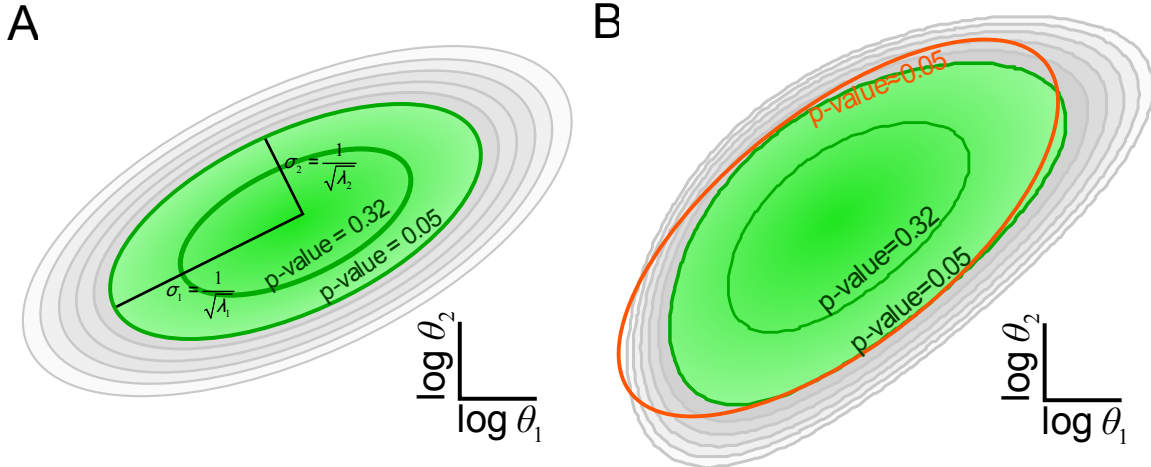 A
σ₂ = 1/√λ₂
σ₁ = 1/√λ₁
p-value = 0.32
p-value = 0.05
log θ₂
log θ₁
B
p-value≈0.05
p-value=0.32
p-value=0.05
log θ₂
log θ₁